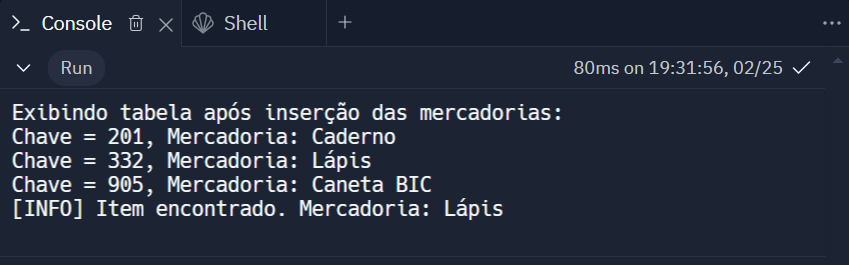 Console Shell
Run 80ms on 19:31:56, 02/25
Exibindo tabela após inserção das mercadorias:
Chave = 201, Mercadoria: Caderno
Chave = 332, Mercadoria: Lápis
Chave = 905, Mercadoria: Caneta BIC
[INFO] Item encontrado. Mercadoria: Lápis